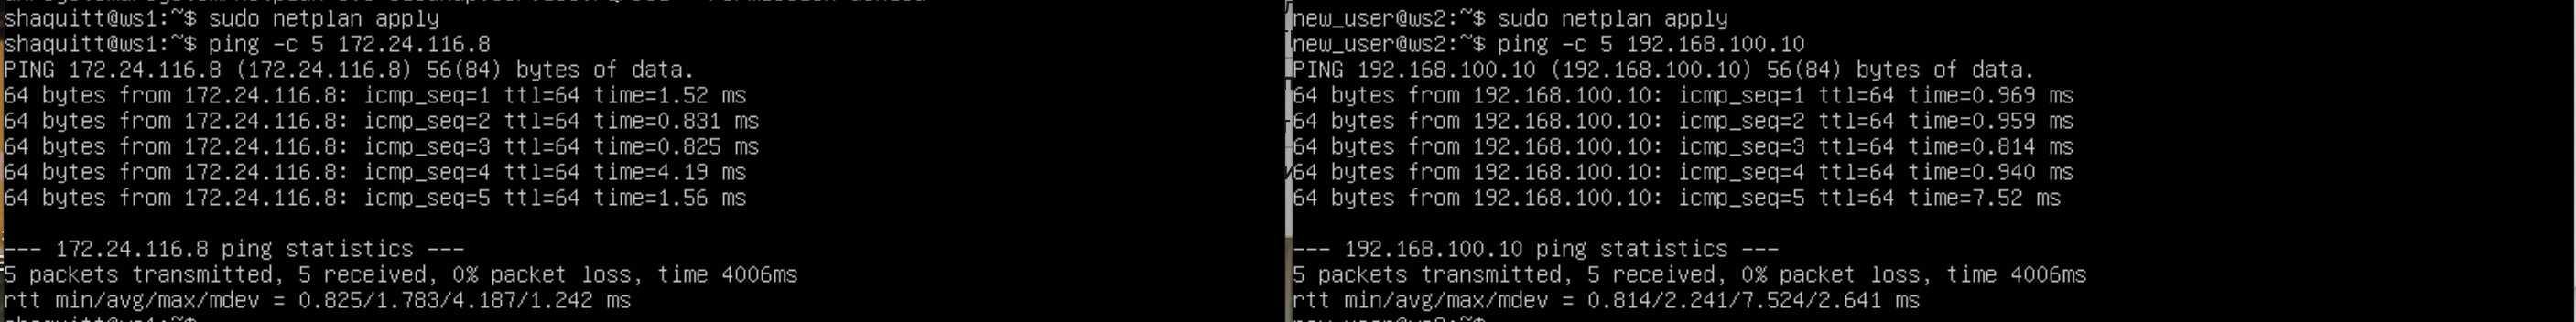 shaquitt@ws1:~$ sudo netplan apply
shaquitt@ws1:~$ ping -c 5 172.24.116.8
PING 172.24.116.8 (172.24.116.8) 56(84) bytes of data.
64 bytes from 172.24.116.8: icmp_seq=1 ttl=64 time=1.52 ms
64 bytes from 172.24.116.8: icmp_seq=2 ttl=64 time=0.831 ms
64 bytes from 172.24.116.8: icmp_seq=3 ttl=64 time=0.825 ms
64 bytes from 172.24.116.8: icmp_seq=4 ttl=64 time=4.19 ms
64 bytes from 172.24.116.8: icmp_seq=5 ttl=64 time=1.56 ms
--- 172.24.116.8 ping statistics ---
5 packets transmitted, 5 received, 0% packet loss, time 4006ms
rtt min/avg/max/mdev = 0.825/1.783/4.187/1.242 ms
shaquitt@ws1:~$
new_user@ws2:~$ sudo netplan apply
new_user@ws2:~$ ping -c 5 192.168.100.10
PING 192.168.100.10 (192.168.100.10) 56(84) bytes of data.
64 bytes from 192.168.100.10: icmp_seq=1 ttl=64 time=0.969 ms
64 bytes from 192.168.100.10: icmp_seq=2 ttl=64 time=0.959 ms
64 bytes from 192.168.100.10: icmp_seq=3 ttl=64 time=0.814 ms
64 bytes from 192.168.100.10: icmp_seq=4 ttl=64 time=0.940 ms
64 bytes from 192.168.100.10: icmp_seq=5 ttl=64 time=7.52 ms
--- 192.168.100.10 ping statistics ---
5 packets transmitted, 5 received, 0% packet loss, time 4006ms
rtt min/avg/max/mdev = 0.814/2.241/7.524/2.641 ms
new_user@ws2:~$